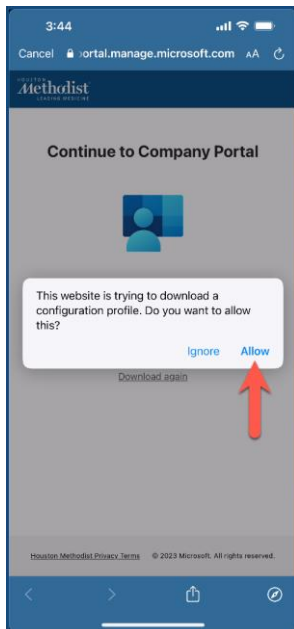 3:44
Cancel ortal.manage.microsoft.com AA
HOUSTON
Methodist
LEADING MEDICINE
Continue to Company Portal
This website is trying to download a
configuration profile. Do you want to allow
this?
Ignore Allow
Download again
Houston Methodist Privacy Terms © 2023 Microsoft. All rights reserved.